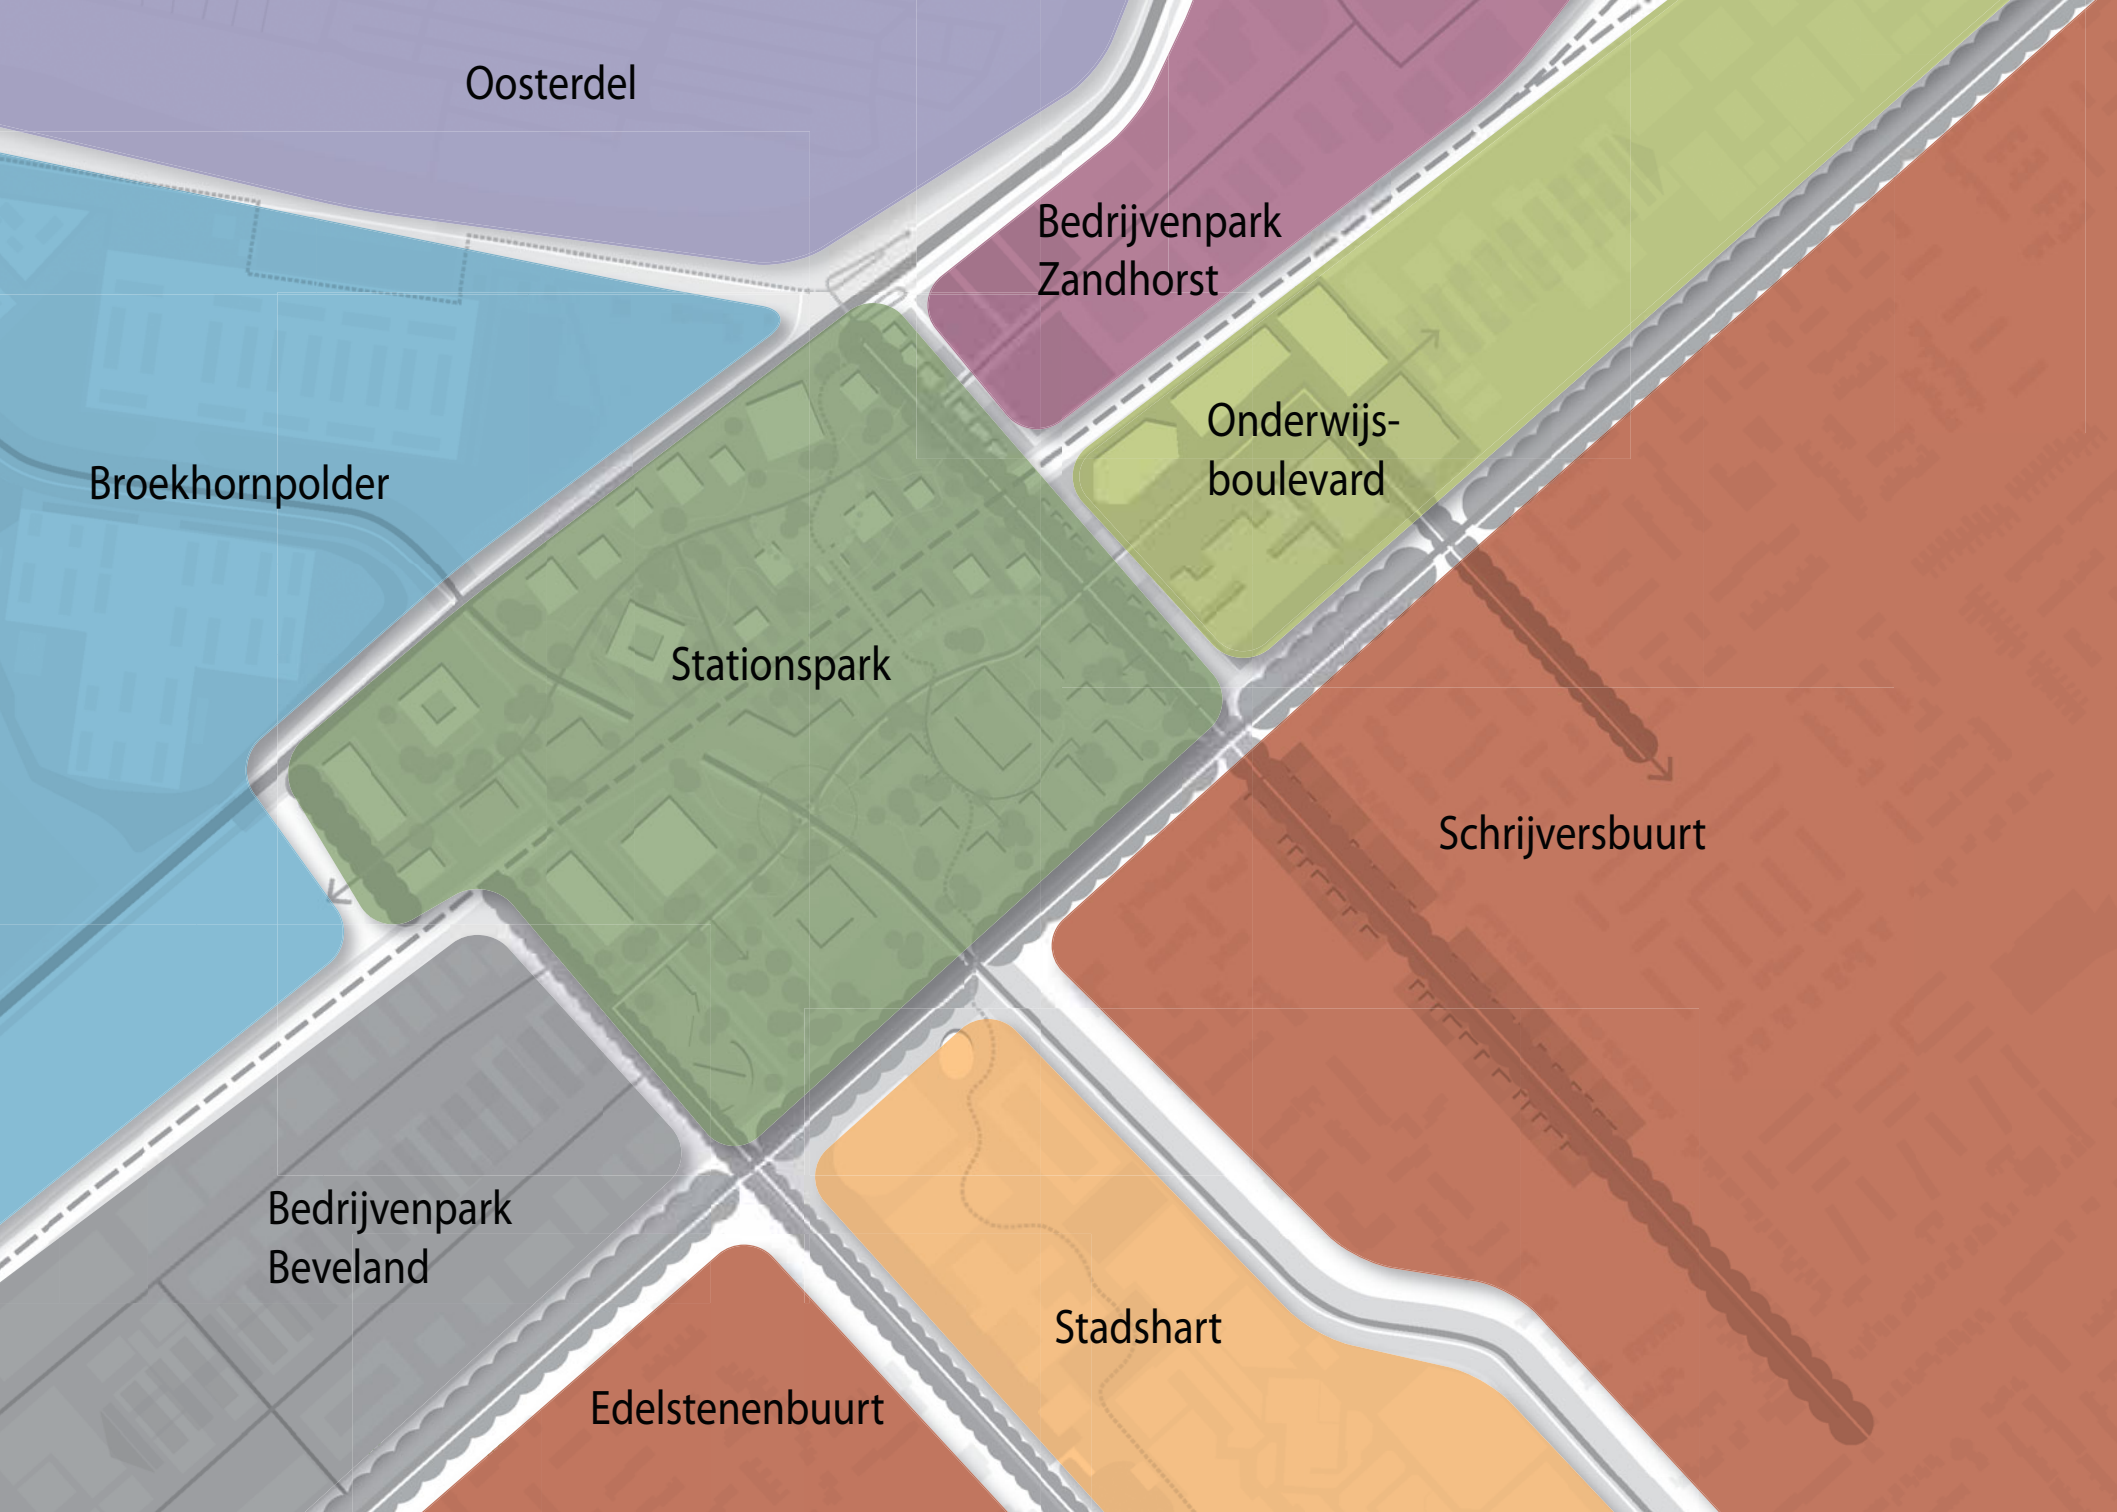 Oosterdel
Bedrijvenpark
Zandhorst
Onderwijs-
boulevard
Broekhornpolder
Stationspark
Schrijversbuurt
Bedrijvenpark
Beveland
Stadshart
Edelstenenbuurt